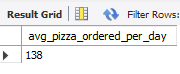 Result Grid Filter Rows:
avg_pizza_ordered_per_day
138